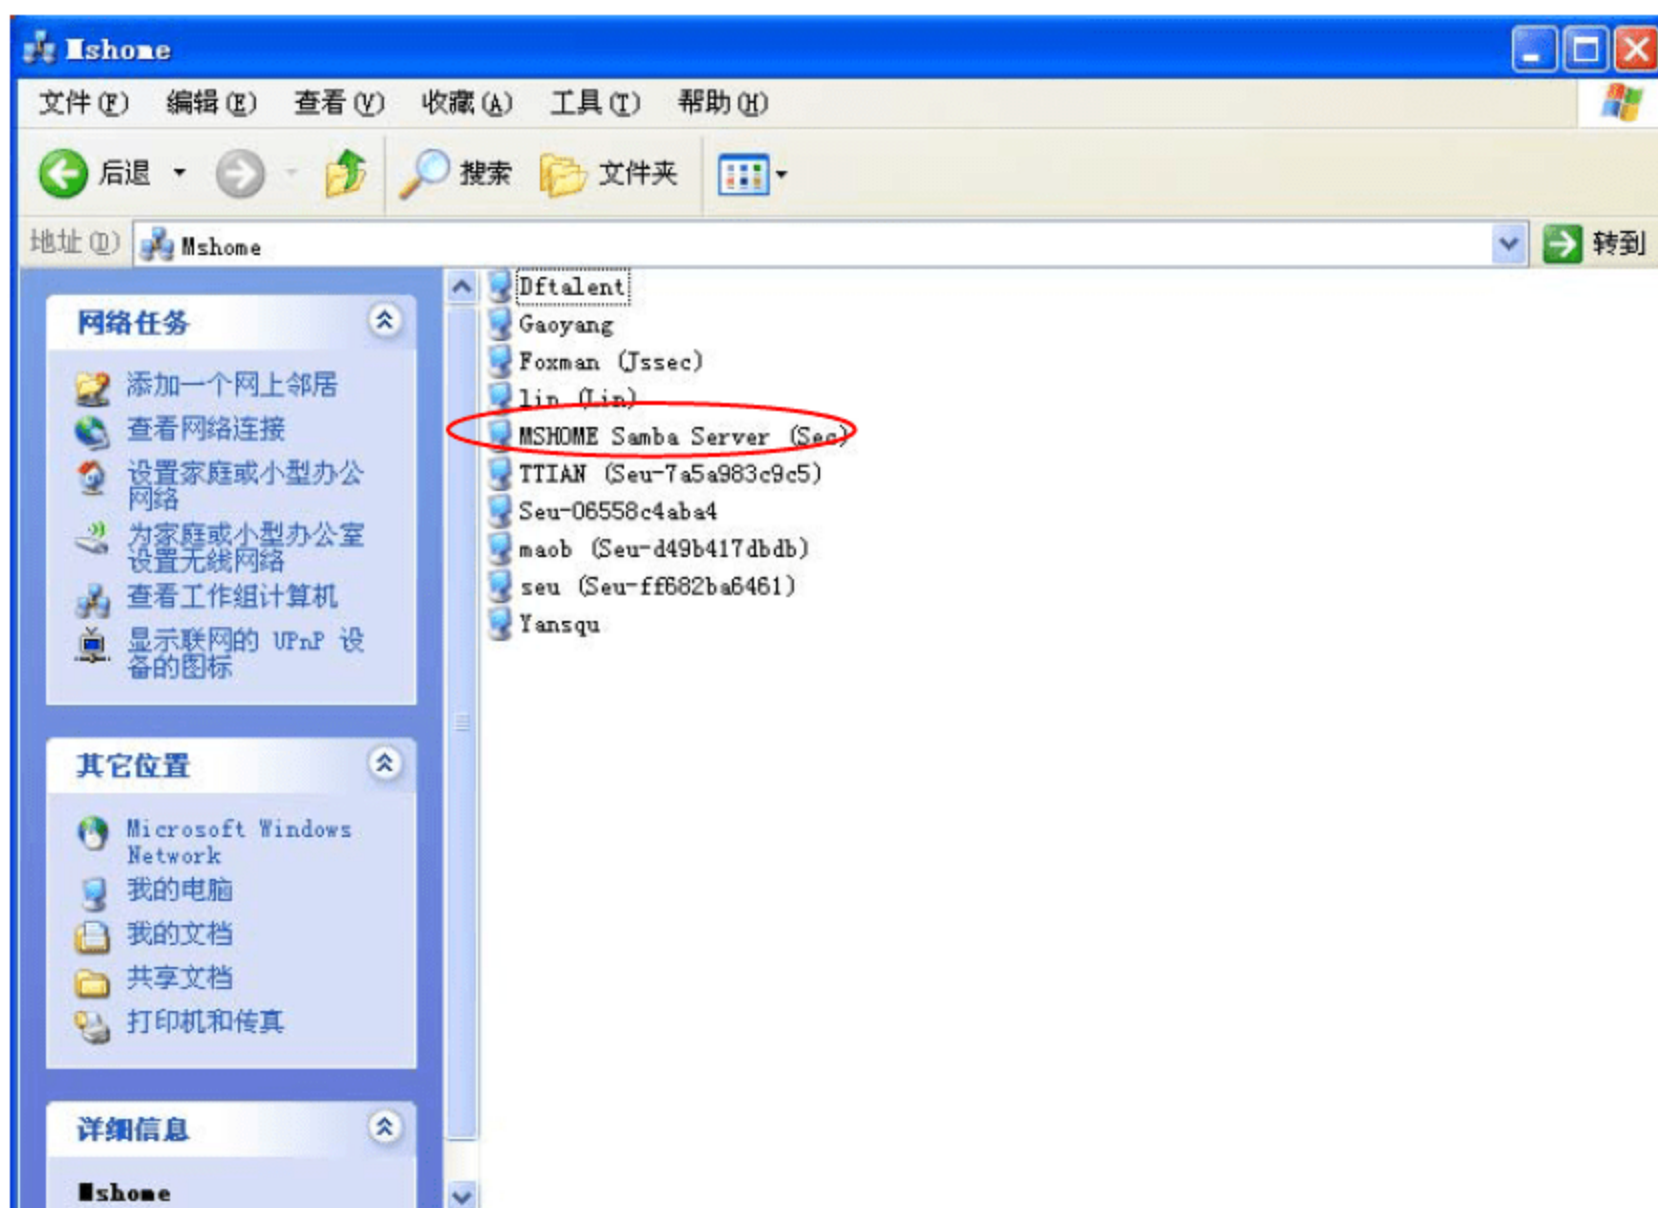 Mshome
文件(F) 编辑(E) 查看(V) 收藏(A) 工具(T) 帮助(H)
后退 搜索 文件夹
地址(D) Mshome 转到
网络任务
添加一个网上邻居
查看网络连接
设置家庭或小型办公
网络
为家庭或小型办公室
设置无线网络
查看工作组计算机
显示联网的 UPnP 设
备的图标
其它位置
Microsoft Windows
Network
我的电脑
我的文档
共享文档
打印机和传真
详细信息
Mshome
Dftalent
Gaoyang
Foxman (Jssec)
lin (Lin)
MSHOME Samba Server (Sec)
TTIAN (Seu-7a5a983c9c5)
Seu-06558c4aba4
maob (Seu-d49b417dbdb)
seu (Seu-ff682ba6461)
Yansqu